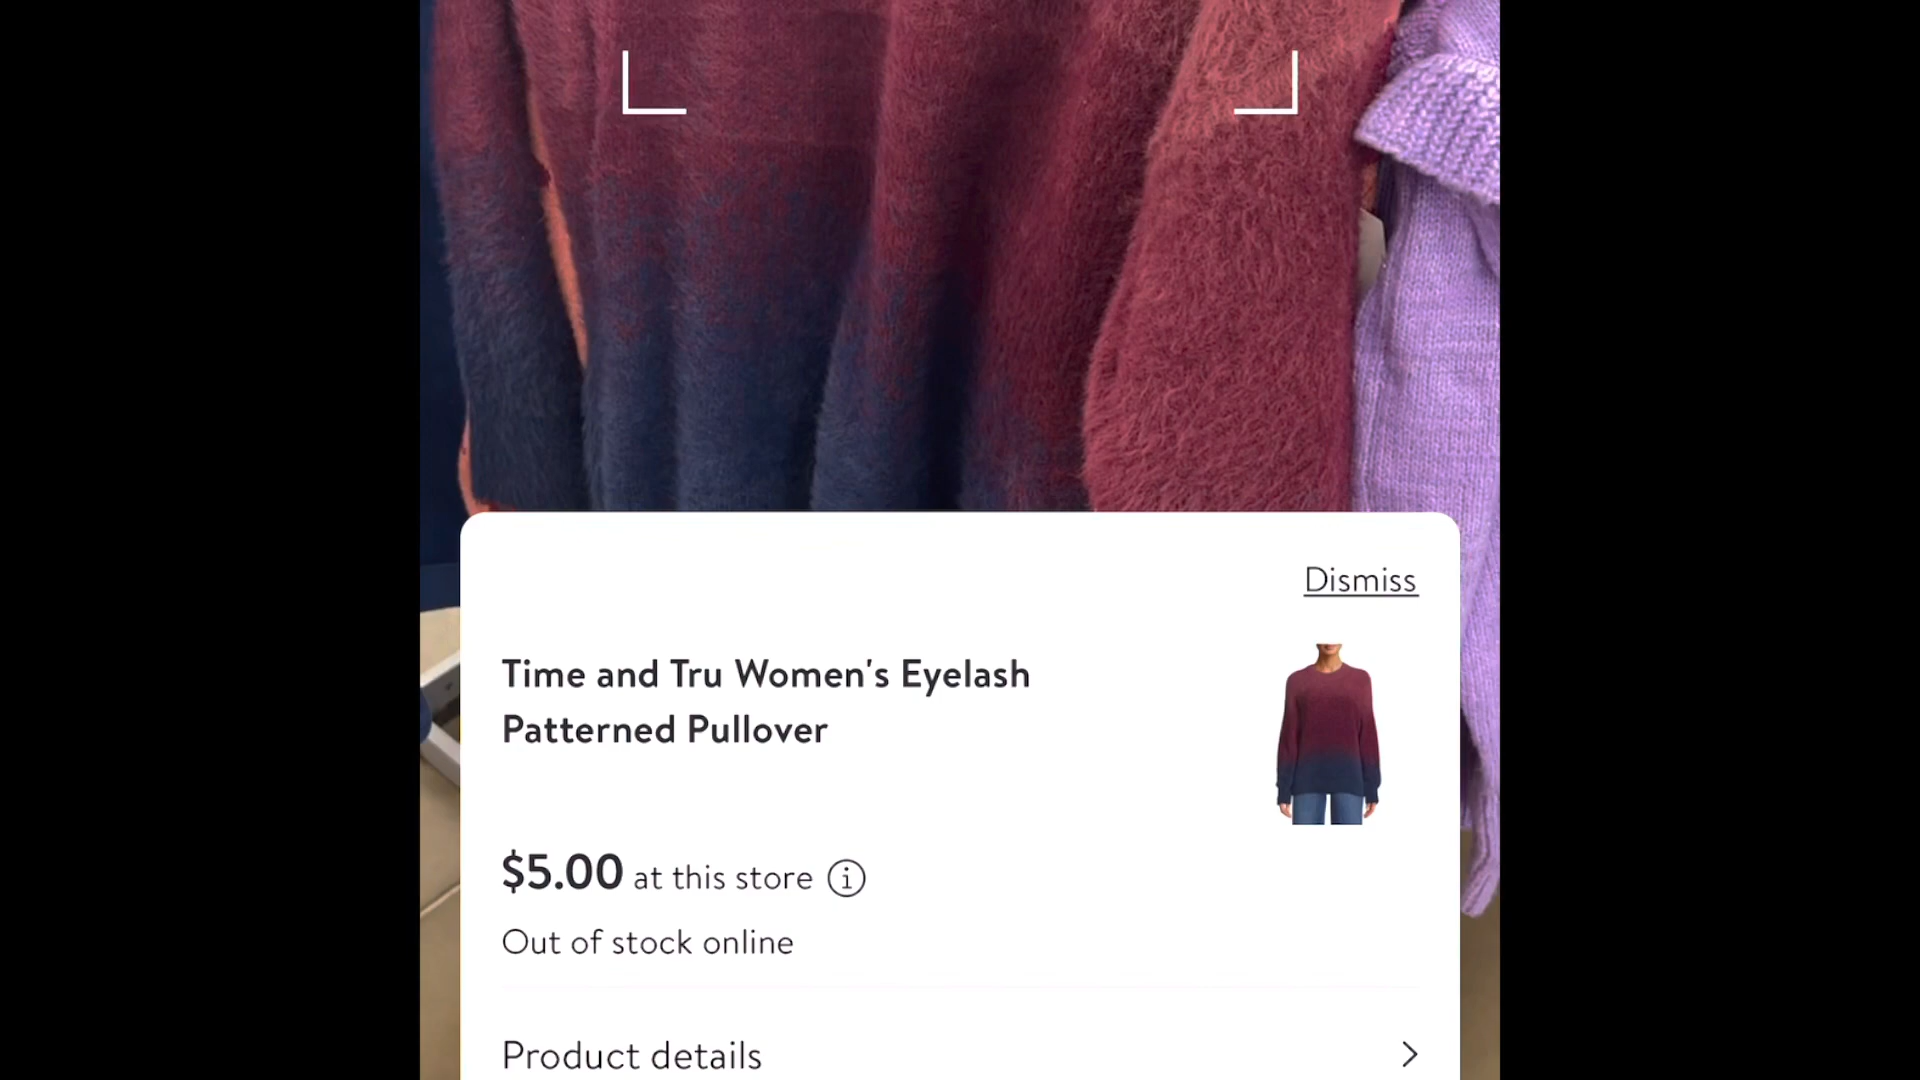 Dismiss
Time and Tru Women's Eyelash
Patterned Pullover
$5.00 at this store
Out of stock online
Product details